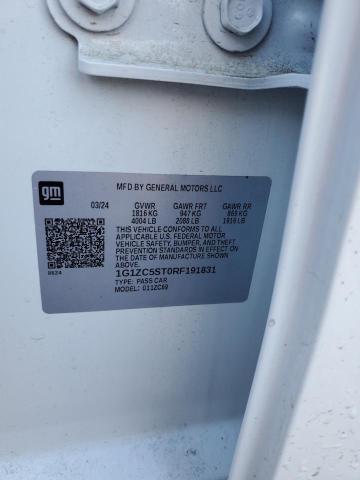 gm
MFD BY GENERAL MOTORS LLC
03/24 GVWR GAWR FRT GAWR RR
1816 KG 947 KG 869 KG
4004 LB 2088 LB 1916 LB
THIS VEHICLE CONFORMS TO ALL
APPLICABLE U.S. FEDERAL MOTOR
VEHICLE SAFETY, BUMPER, AND THEFT
PREVENTION STANDARDS IN EFFECT ON
THE DATE OF MANUFACTURE
SHOWN ABOVE.
1G1ZC5ST0RF191831
TYPE: PASS CAR
MODEL: 011ZC69